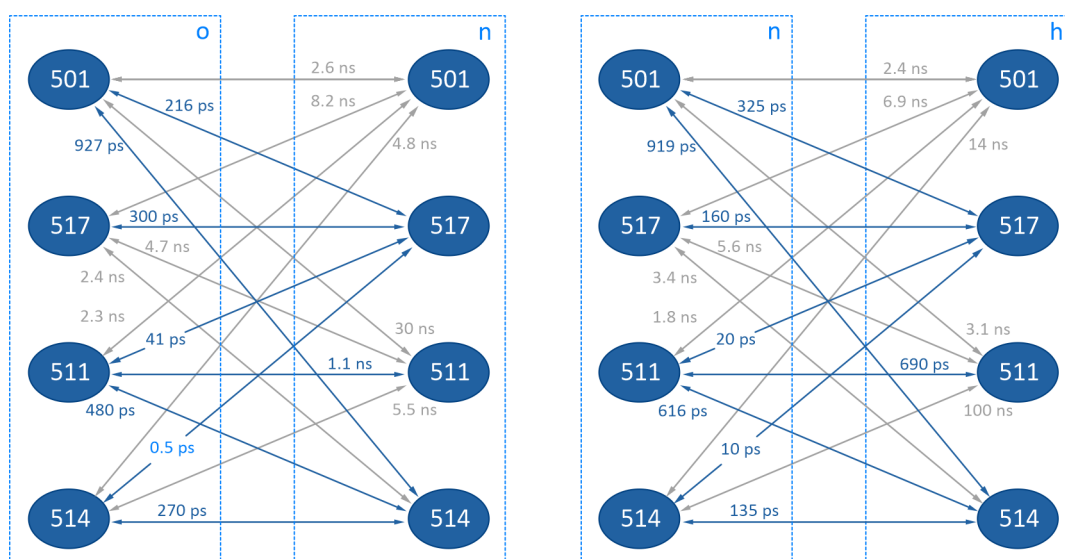 o
n
n
h
501
2.6 ns
501
501
2.4 ns
501
216 ps
8.2 ns
325 ps
6.9 ns
927 ps
4.8 ns
919 ps
14 ns
517
300 ps
517
517
160 ps
517
4.7 ns
5.6 ns
2.4 ns
3.4 ns
2.3 ns
30 ns
1.8 ns
3.1 ns
41 ps
20 ps
511
1.1 ns
511
511
690 ps
511
480 ps
5.5 ns
616 ps
100 ns
0.5 ps
10 ps
514
270 ps
514
514
135 ps
514